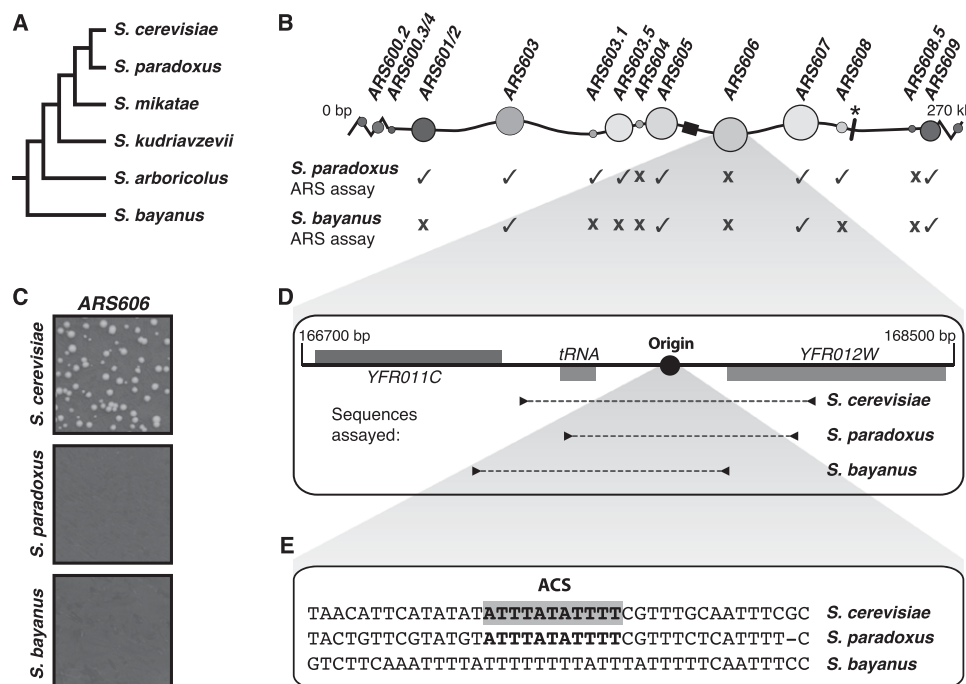 A
S. cerevisiae
S. paradoxus
S. mikatae
S. kudriavzevii
S. arboricolus
S. bayanus
B
ARS600.2
ARS600.3/4
ARS601/2
ARS603
ARS603.1
ARS603.5
ARS604
ARS605
ARS606
ARS607
ARS608
ARS608.5
ARS609
0 bp
*
270 kb
S. paradoxus
ARS assay
✓ ✓ ✓ ✓ x ✓ x ✓ ✓ x ✓
S. bayanus
ARS assay
x ✓ x x x ✓ x ✓ x x ✓
C
ARS606
S. cerevisiae
S. paradoxus
S. bayanus
D
166700 bp
168500 bp
YFR011C
tRNA
Origin
YFR012W
Sequences
assayed:
S. cerevisiae
S. paradoxus
S. bayanus
E
ACS
TAACATTCATATATATTTATATTTTCGTTTGCAATTTCGC S. cerevisiae
TACTGTTCGTATGTATTTATATTTTCGTTTCTCATTTT-C S. paradoxus
GTCTTCAAATTTTATTTTTTTTATTTATTTTTCAATTTCC S. bayanus